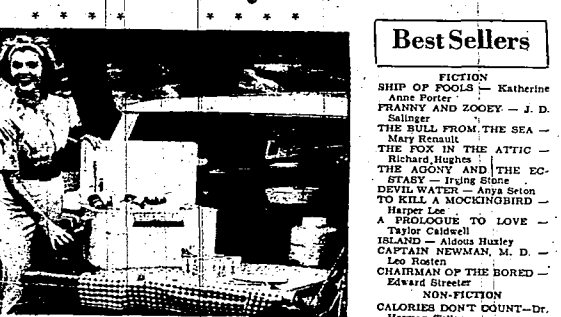 Best Sellers
FICTION
SHIP OF FOOLS — Katherine
Anne Porter
FRANNY AND ZOOEY — J. D.
Salinger
THE BULL FROM THE SEA —
Mary Renault
THE FOX IN THE ATTIC —
Richard Hughes
THE AGONY AND THE EC-
STASY — Irving Stone
DEVIL WATER — Anya Seton
TO KILL A MOCKINGBIRD —
Harper Lee
A PROLOGUE TO LOVE —
Taylor Caldwell
ISLAND — Aldous Huxley
CAPTAIN NEWMAN, M. D. —
Leo Rosten
CHAIRMAN OF THE BORED —
Edward Streeter
NON-FICTION
CALORIES DON'T COUNT—Dr.